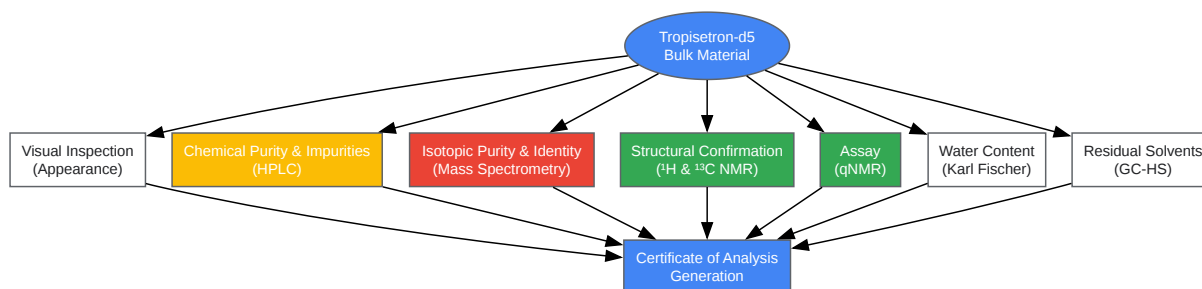 Tropisetron-d5
Bulk Material
Visual Inspection
(Appearance)
Chemical Purity & Impurities
(HPLC)
Isotopic Purity & Identity
(Mass Spectrometry)
Structural Confirmation
(¹H & ¹³C NMR)
Assay
(qNMR)
Water Content
(Karl Fischer)
Residual Solvents
(GC-HS)
Certificate of Analysis
Generation